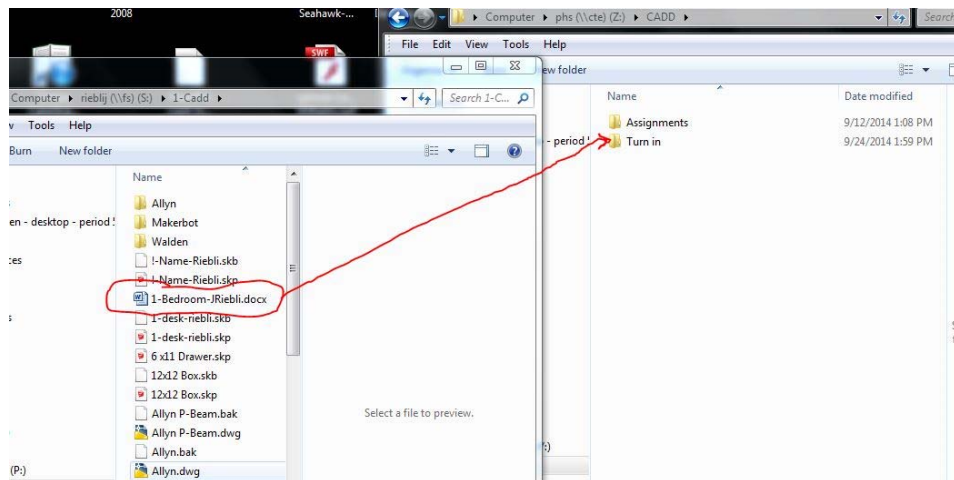 2008
Seahawk-...
SWF
Computer ▸ phs (\\cte) (Z:) ▸ CADD ▸
File Edit View Tools Help
ew folder
Name
Date modified
Assignments
9/12/2014 1:08 PM
Turn in
9/24/2014 1:59 PM
- period
Computer ▸ rieblij (\\fs) (S:) ▸ 1-Cadd ▸
Search 1-C...
Tools Help
Burn New folder
en - desktop - period 5
Name
Allyn
Makerbot
Walden
!-Name-Riebli.skb
!-Name-Riebli.skp
1-Bedroom-JRiebli.docx
1-desk-riebli.skb
1-desk-riebli.skp
6 x11 Drawer.skp
12x12 Box.skb
12x12 Box.skp
Allyn P-Beam.bak
Allyn P-Beam.dwg
Allyn.bak
Allyn.dwg
Select a file to preview.
(P:)